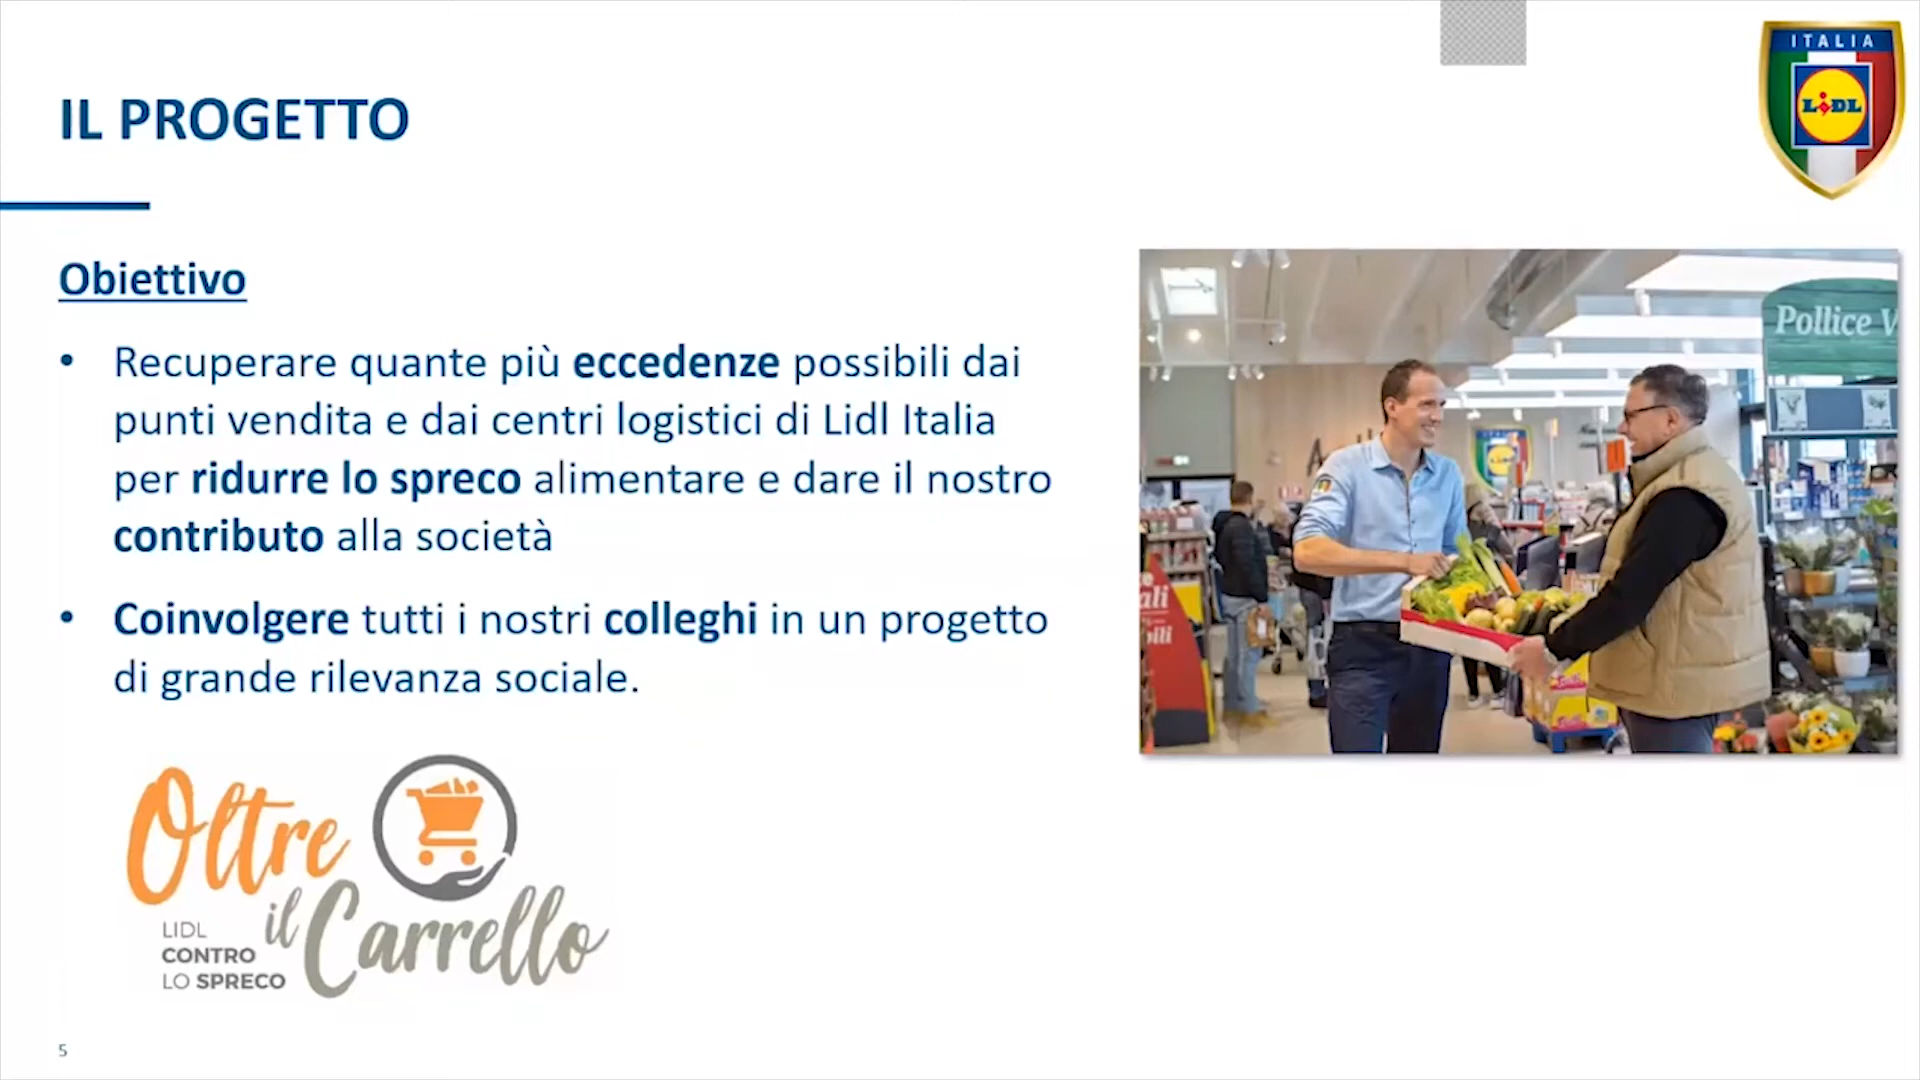 ITALIA
LIDL
IL PROGETTO
Obiettivo
• Recuperare quante più eccedenze possibili dai
punti vendita e dai centri logistici di Lidl Italia
per ridurre lo spreco alimentare e dare il nostro
contributo alla società
• Coinvolgere tutti i nostri colleghi in un progetto
di grande rilevanza sociale.
Pollice V
Oltre
il Carrello
LIDL
CONTRO
LO SPRECO
5